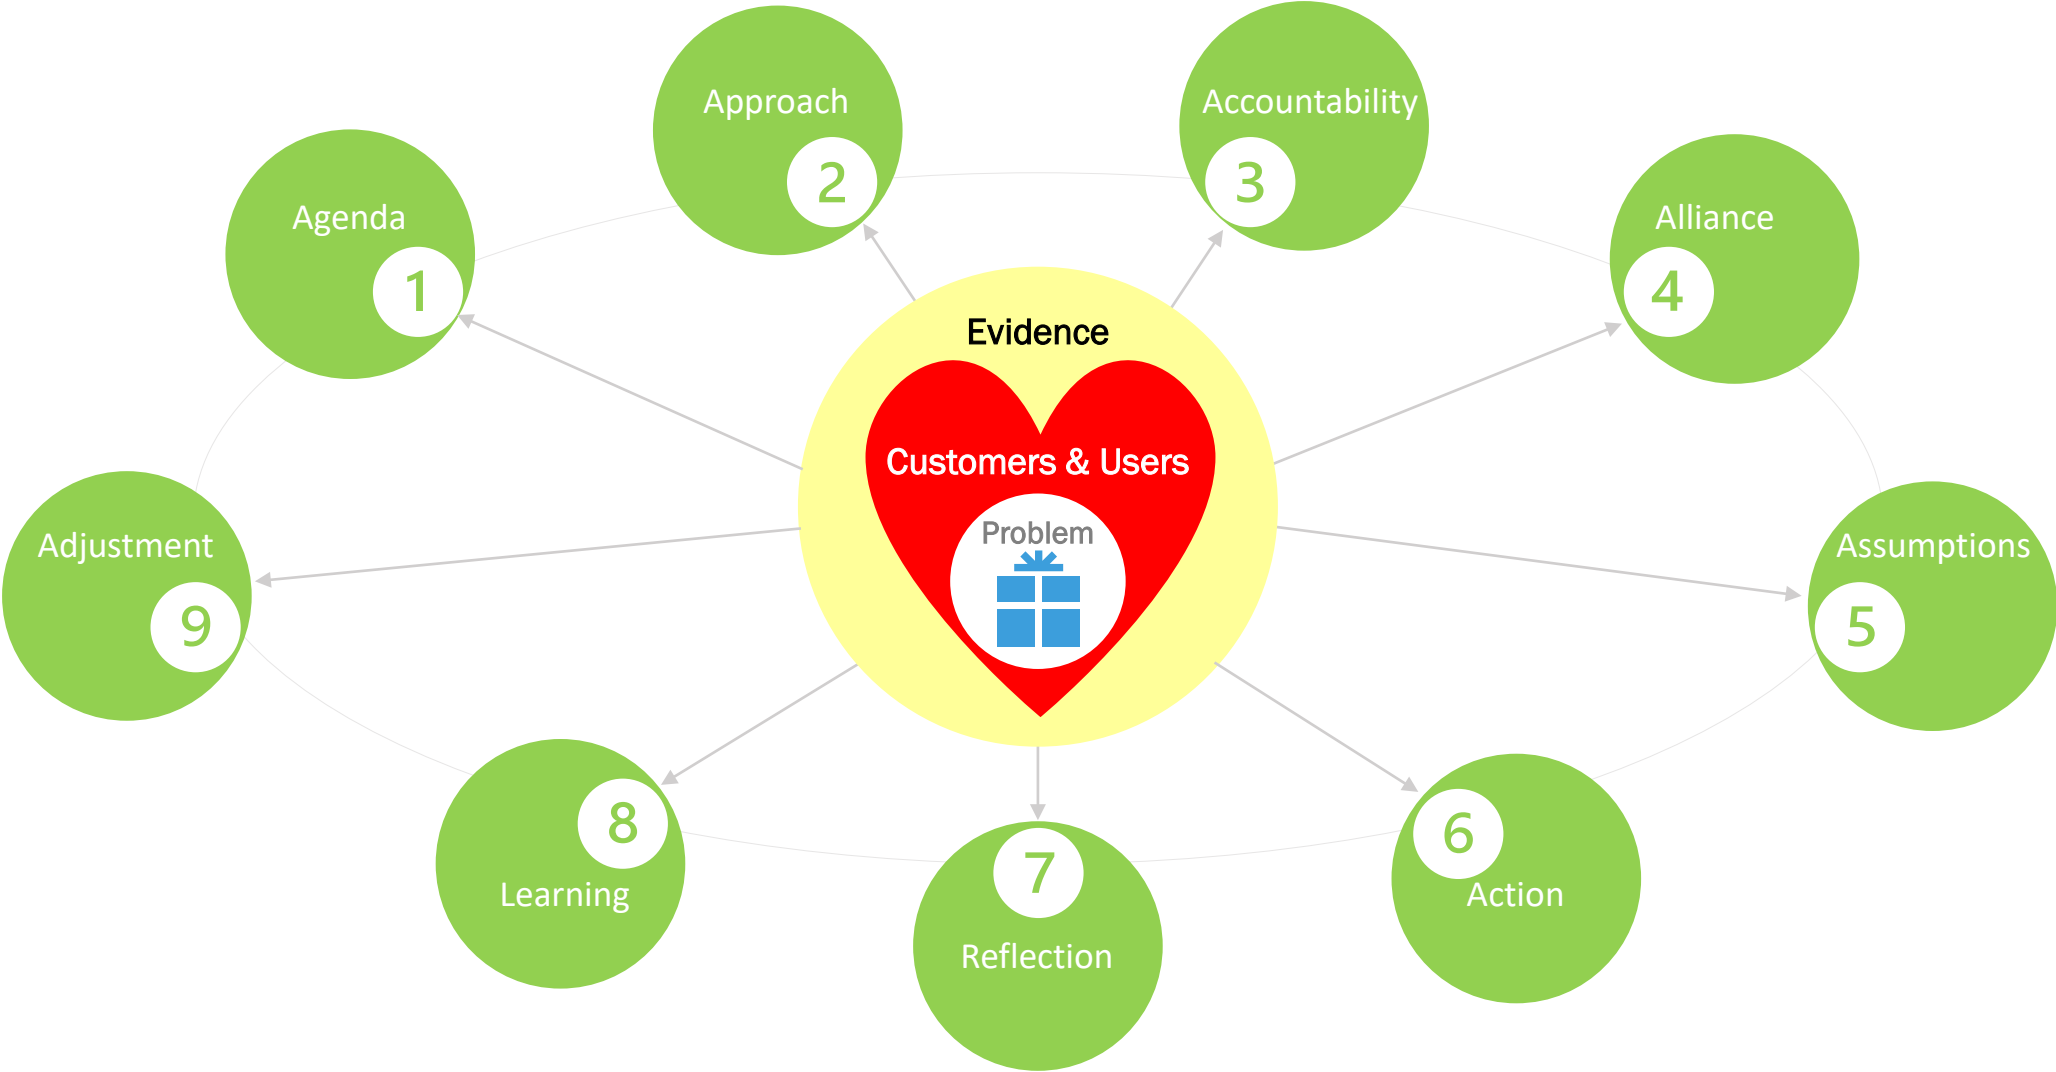 Agenda
1
Approach
2
Accountability
3
Alliance
4
Assumptions
5
6
Action
7
Reflection
8
Learning
Adjustment
9
Evidence
Customers & Users
Problem